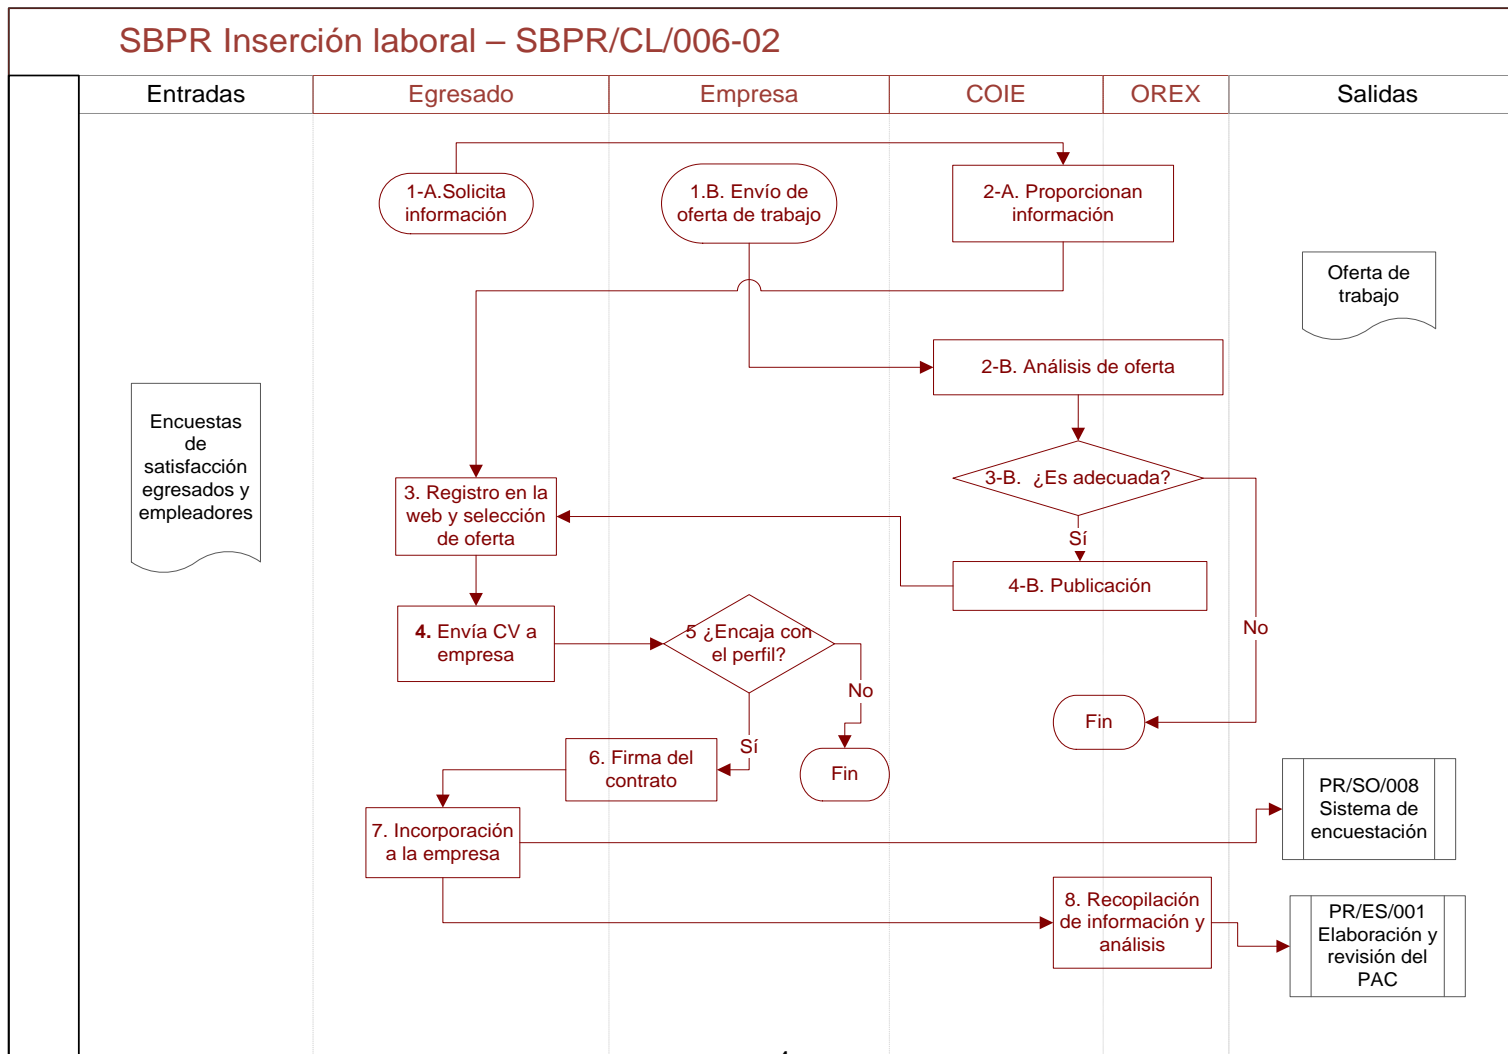 SBPR Inserción laboral – SBPR/CL/006-02
Entradas
Egresado
Empresa
COIE
OREX
Salidas
1-A.Solicita
información
1.B. Envío de
oferta de trabajo
2-A. Proporcionan
información
Oferta de
trabajo
2-B. Análisis de oferta
Encuestas
de
satisfacción
egresados y
empleadores
3-B. ¿Es adecuada?
3. Registro en la
web y selección
de oferta
Sí
4-B. Publicación
4. Envía CV a
empresa
5 ¿Encaja con
el perfil?
No
No
Fin
Sí
6. Firma del
contrato
Fin
PR/SO/008
Sistema de
encuestación
7. Incorporación
a la empresa
8. Recopilación
de información y
análisis
PR/ES/001
Elaboración y
revisión del
PAC